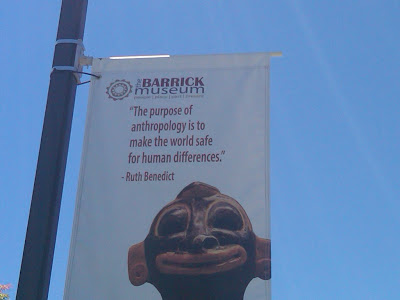 the BARRICK
museum
"The purpose of
anthropology is to
make the world safe
for human differences."
- Ruth Benedict